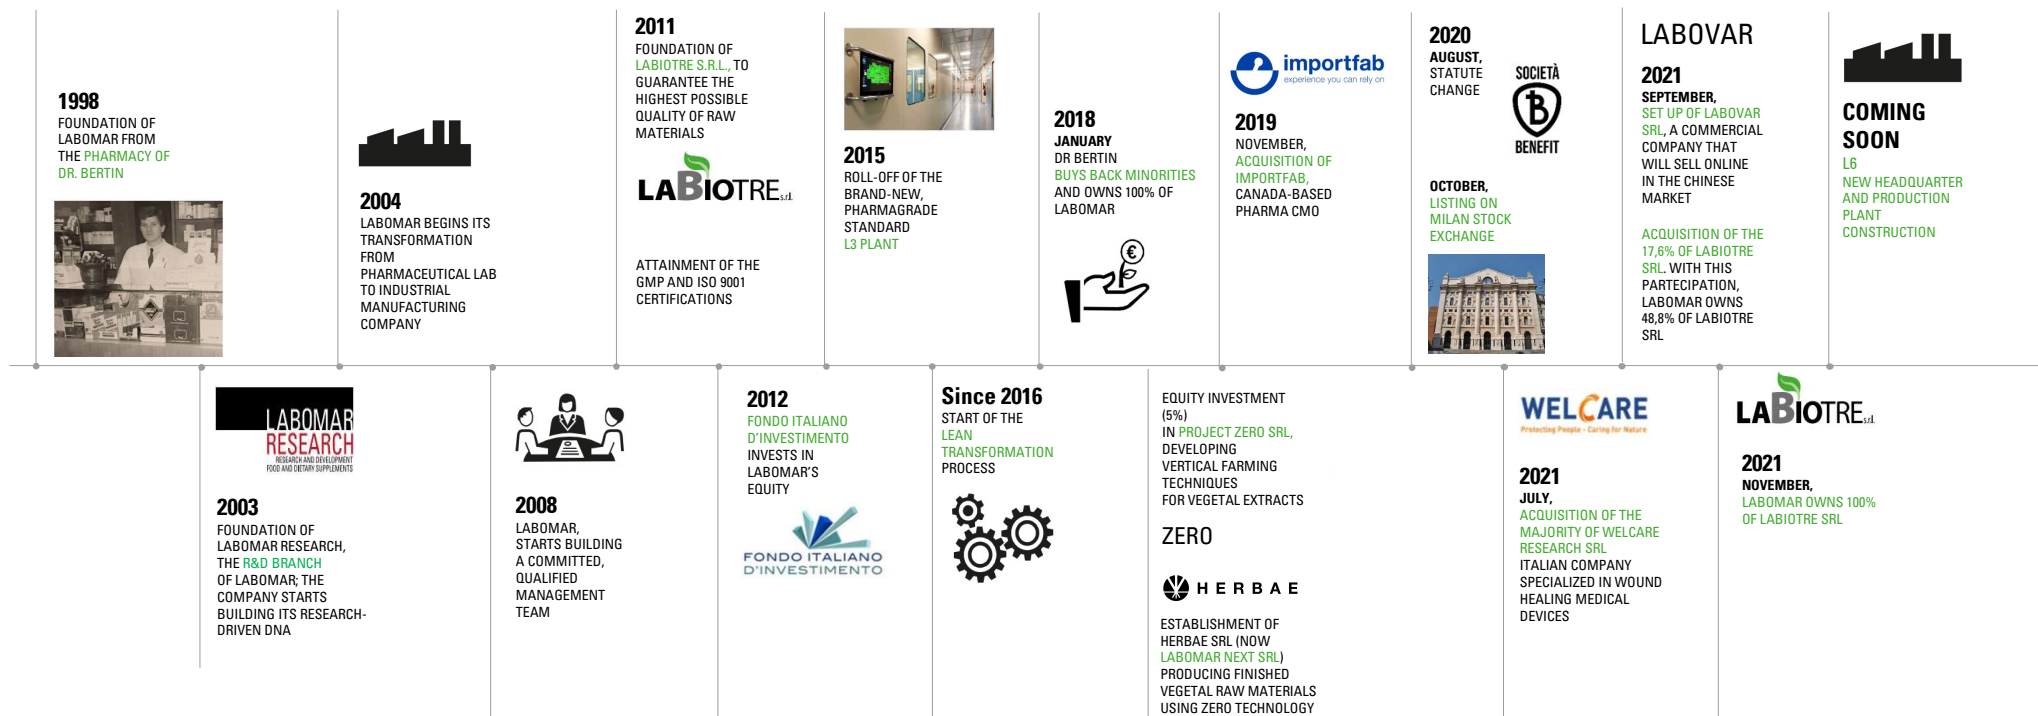 1998
FOUNDATION OF
LABOMAR FROM
THE PHARMACY OF
DR. BERTIN
2004
LABOMAR BEGINS ITS
TRANSFORMATION
FROM
PHARMACEUTICAL LAB
TO INDUSTRIAL
MANUFACTURING
COMPANY
2011
FOUNDATION OF
LABIOTRE S.R.L., TO
GUARANTEE THE
HIGHEST POSSIBLE
QUALITY OF RAW
MATERIALS
LABIOTRE s.r.l.
ATTAINMENT OF THE
GMP AND ISO 9001
CERTIFICATIONS
2015
ROLL-OFF OF THE
BRAND-NEW,
PHARMAGRADE
STANDARD
L3 PLANT
2018
JANUARY
DR BERTIN
BUYS BACK MINORITIES
AND OWNS 100% OF
LABOMAR
€
importfab
experience you can rely on
2019
NOVEMBER,
ACQUISITION OF
IMPORTFAB,
CANADA-BASED
PHARMA CMO
2020
AUGUST,
STATUTE
CHANGE
SOCIETÀ
B
BENEFIT
OCTOBER,
LISTING ON
MILAN STOCK
EXCHANGE
LABOVAR
2021
SEPTEMBER,
SET UP OF LABOVAR
SRL, A COMMERCIAL
COMPANY THAT
WILL SELL ONLINE
IN THE CHINESE
MARKET
ACQUISITION OF THE
17,6% OF LABIOTRE
SRL. WITH THIS
PARTECIPATION,
LABOMAR OWNS
48,8% OF LABIOTRE
SRL
COMING
SOON
L6
NEW HEADQUARTER
AND PRODUCTION
PLANT
CONSTRUCTION
LABOMAR
RESEARCH
RESEARCH AND DEVELOPMENT
FOOD AND DIETARY SUPPLEMENTS
2003
FOUNDATION OF
LABOMAR RESEARCH,
THE R&D BRANCH
OF LABOMAR; THE
COMPANY STARTS
BUILDING ITS RESEARCH-
DRIVEN DNA
2008
LABOMAR,
STARTS BUILDING
A COMMITTED,
QUALIFIED
MANAGEMENT
TEAM
2012
FONDO ITALIANO
D'INVESTIMENTO
INVESTS IN
LABOMAR'S
EQUITY
FONDO ITALIANO
D'INVESTIMENTO
Since 2016
START OF THE
LEAN
TRANSFORMATION
PROCESS
EQUITY INVESTMENT
(5%)
IN PROJECT ZERO SRL,
DEVELOPING
VERTICAL FARMING
TECHNIQUES
FOR VEGETAL EXTRACTS
ZERO
HERBAE
ESTABLISHMENT OF
HERBAE SRL (NOW
LABOMAR NEXT SRL)
PRODUCING FINISHED
VEGETAL RAW MATERIALS
USING ZERO TECHNOLOGY
WELCARE
Protecting People - Caring for Nature
2021
JULY,
ACQUISITION OF THE
MAJORITY OF WELCARE
RESEARCH SRL
ITALIAN COMPANY
SPECIALIZED IN WOUND
HEALING MEDICAL
DEVICES
LABIOTRE s.r.l.
2021
NOVEMBER,
LABOMAR OWNS 100%
OF LABIOTRE SRL